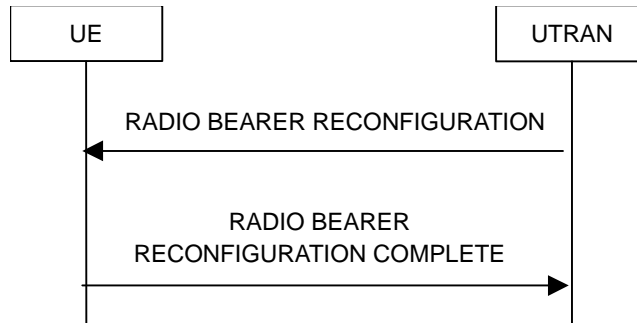 UE
UTRAN
RADIO BEARER RECONFIGURATION
RADIO BEARER
RECONFIGURATION COMPLETE